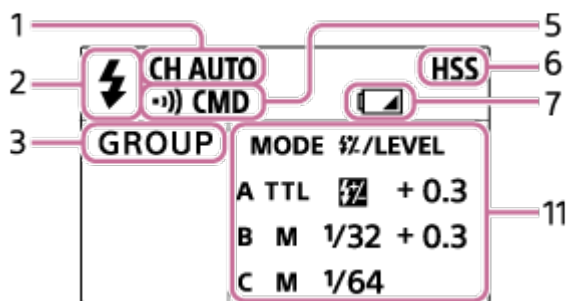 1
5
2
CH AUTO
HSS
6
CMD
7
3
GROUP
MODE /LEVEL
A TTL + 0.3
11
B M 1/32 + 0.3
C M 1/64